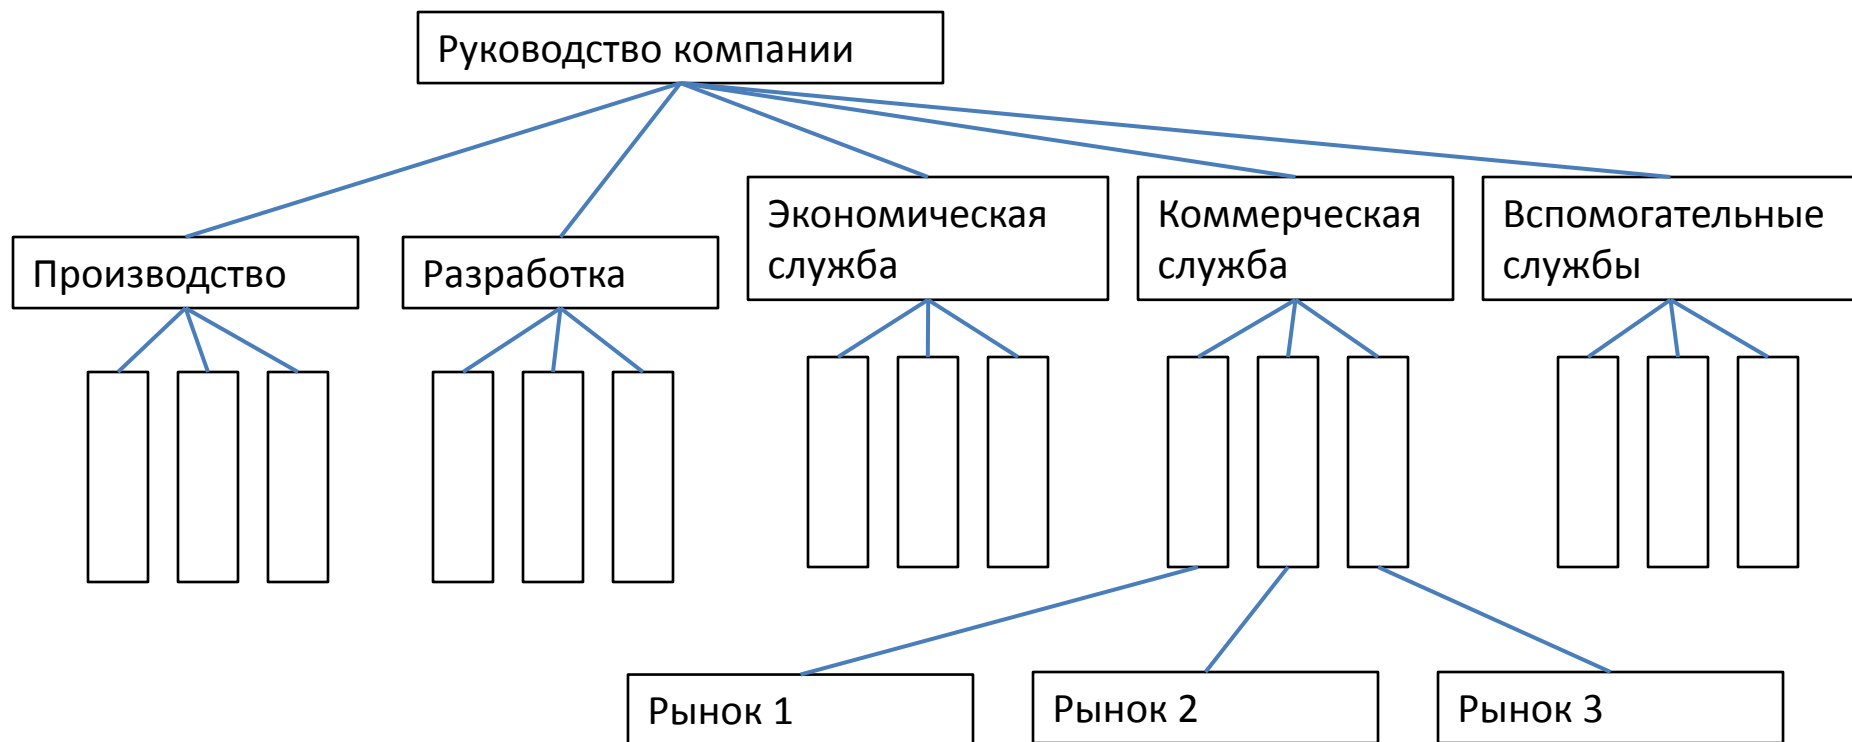 Руководство компании
Производство
Разработка
Экономическая
служба
Коммерческая
служба
Вспомогательные
службы
Рынок 1
Рынок 2
Рынок 3